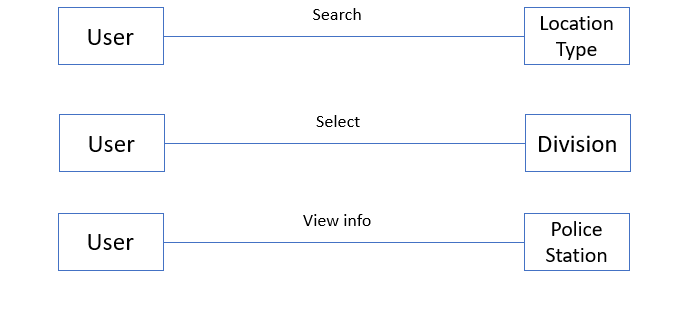 Search
User
Location
Type
Select
User
Division
View info
User
Police
Station